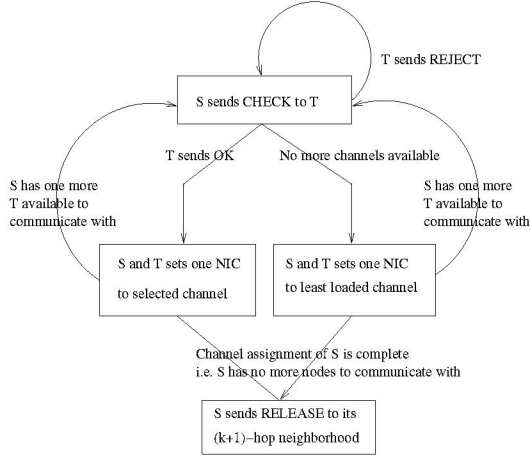 T sends REJECT
S sends CHECK to T
T sends OK
No more channels available
S has one more
T available to
communicate with
S has one more
T available to
communicate with
S and T sets one NIC
to selected channel
S and T sets one NIC
to least loaded channel
Channel assignment of S is complete
i.e. S has no more nodes to communicate with
S sends RELEASE to its
(k+1)−hop neighborhood